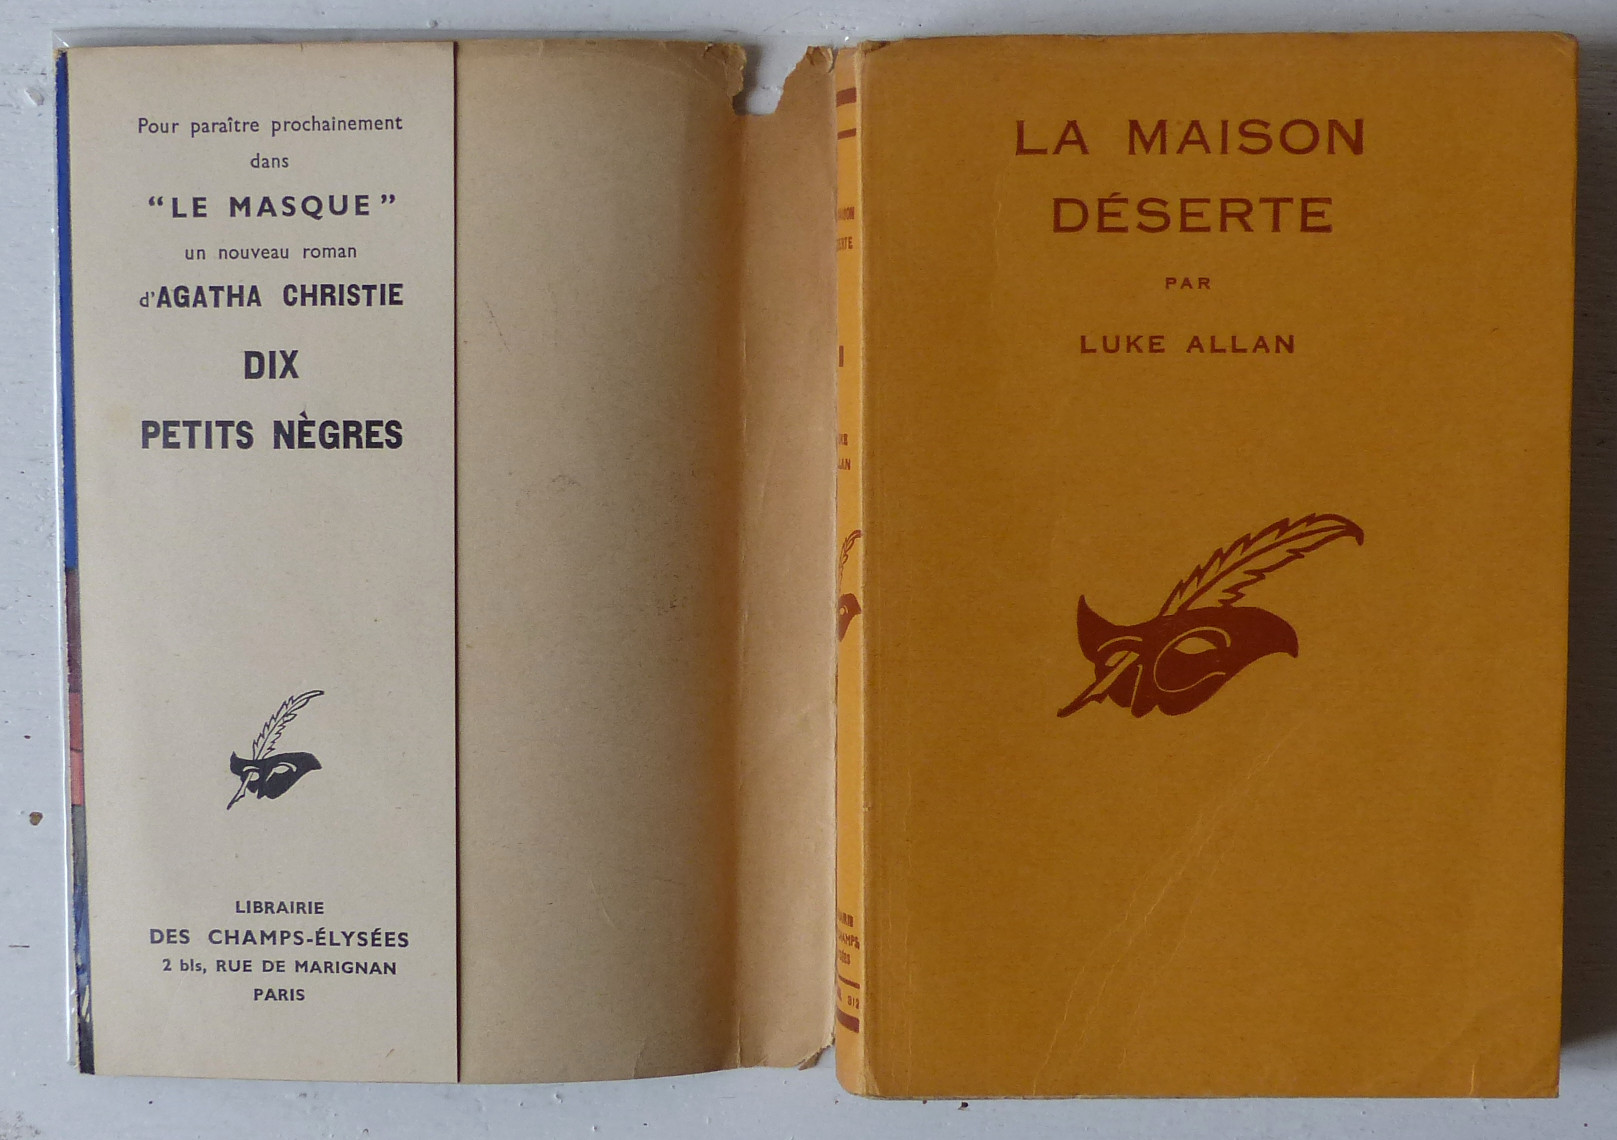 Pour paraître prochainement
dans
“LE MASQUE”
un nouveau roman
d'AGATHA CHRISTIE
DIX
PETITS NÈGRES
LIBRAIRIE
DES CHAMPS-ÉLYSÉES
2 bis, RUE DE MARIGNAN
PARIS
LA MAISON
DÉSERTE
PAR
LUKE ALLAN